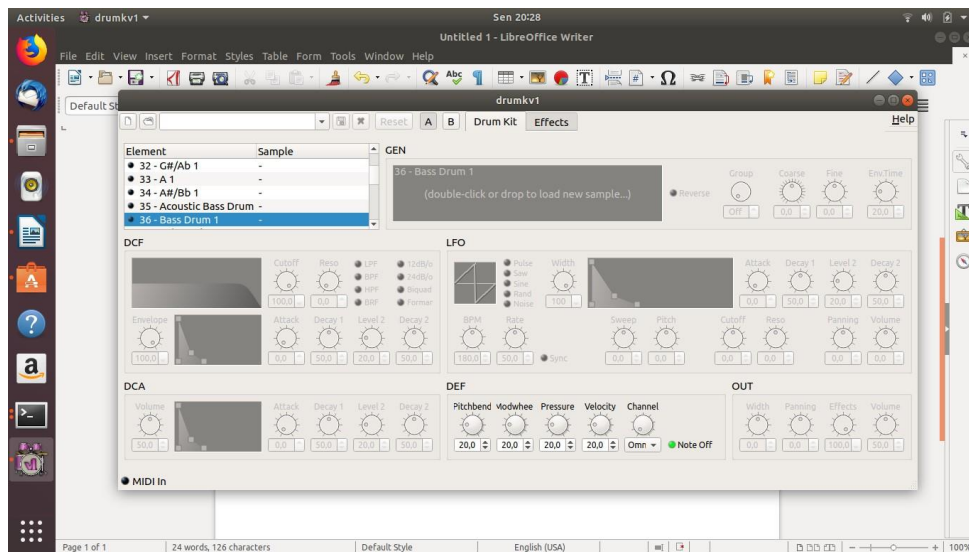 Activities drumkv1 Sen 20:28
Untitled 1 - LibreOffice Writer
File Edit View Insert Format Styles Table Form Tools Window Help
Default St
drumkv1
Reset A B Drum Kit Effects Help
Element Sample
32 - G#/Ab 1 -
33 - A 1 -
34 - A#/Bb 1 -
35 - Acoustic Bass Drum -
36 - Bass Drum 1 -
GEN
36 - Bass Drum 1
(double-click or drop to load new sample...)
Reverse
Group Coarse Fine Env.Time
Off 0,0 0,0 20,0
DCF
Cutoff Reso
LPF 12dB/o
BPF 24dB/o
HPF Biquad
BRF Forman
100,0 0,0
Envelope Attack Decay 1 Level 2 Decay 2
100,0 0,0 50,0 20,0 50,0
LFO
Pulse
Saw
Sine
Rand
Noise
Width Attack Decay 1 Level 2 Decay 2
100 0,0 50,0 20,0 50,0
BPM Rate Sweep Pitch Cutoff Reso Panning Volume
180,0 50,0 Sync 0,0 0,0 0,0 0,0 0,0 0,0
DCA
Volume Attack Decay 1 Level 2 Decay 2
50,0 0,0 50,0 20,0 50,0
DEF
Pitchbend Modwhee Pressure Velocity Channel
20,0 20,0 20,0 20,0 Omn Note Off
OUT
Width Panning Effects Volume
0,0 0,0 100,0 50,0
MIDI In
Page 1 of 1 24 words, 126 characters Default Style English (USA) 100%